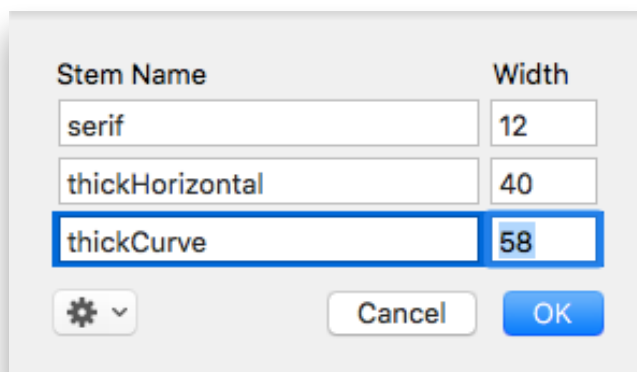 Stem Name Width
serif 12
thickHorizontal 40
thickCurve 58
Cancel OK